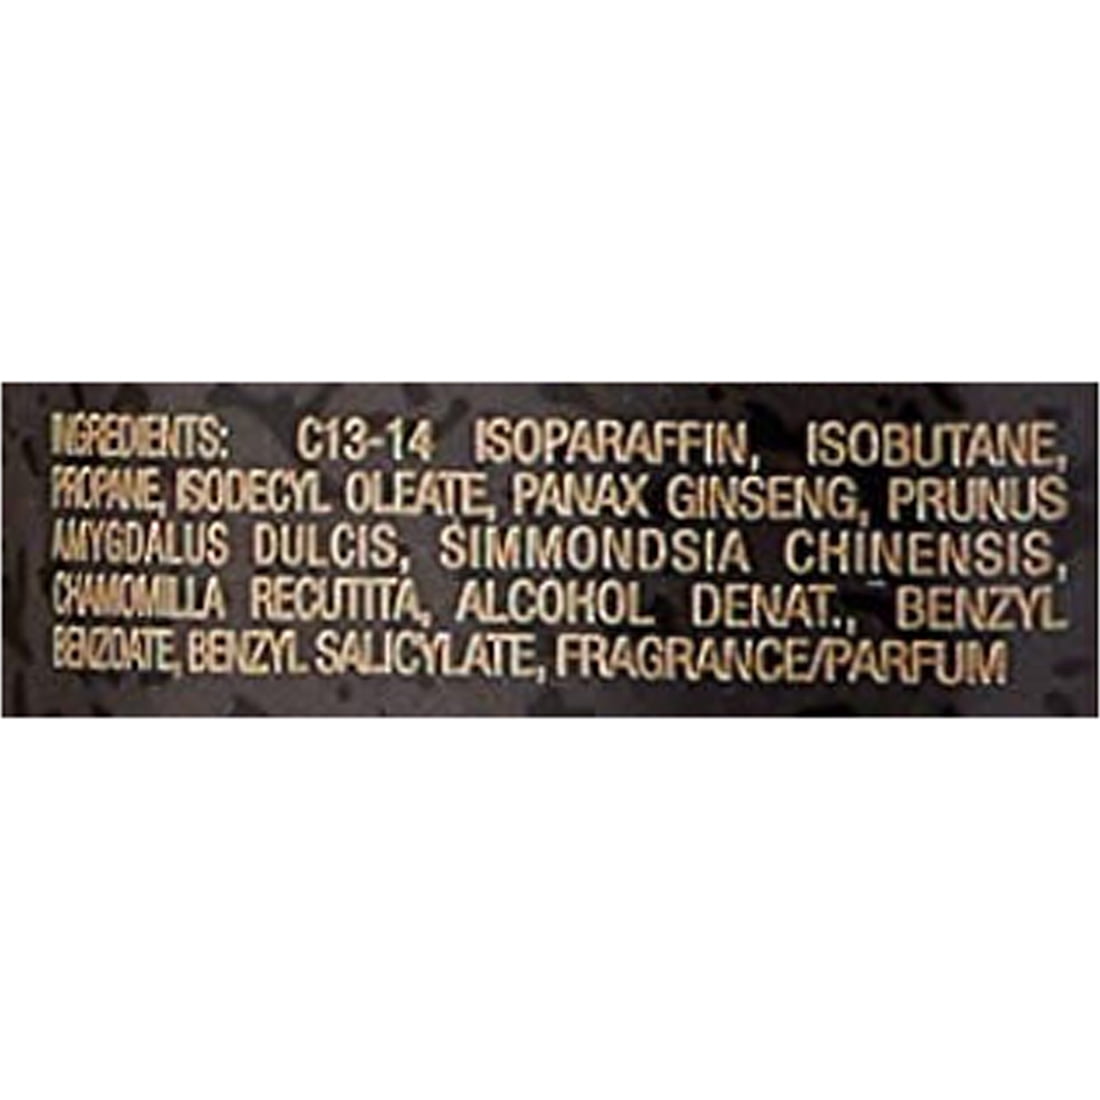 INGREDIENTS: C13-14 ISOPARAFFIN, ISOBUTANE,
PROPANE, ISODECYL OLEATE, PANAX GINSENG, PRUNUS
AMYGDALUS DULCIS, SIMMONDSIA CHINENSIS,
CHAMOMILLA RECUTITA, ALCOHOL DENAT., BENZYL
BENZOATE, BENZYL SALICYLATE, FRAGRANCE/PARFUM